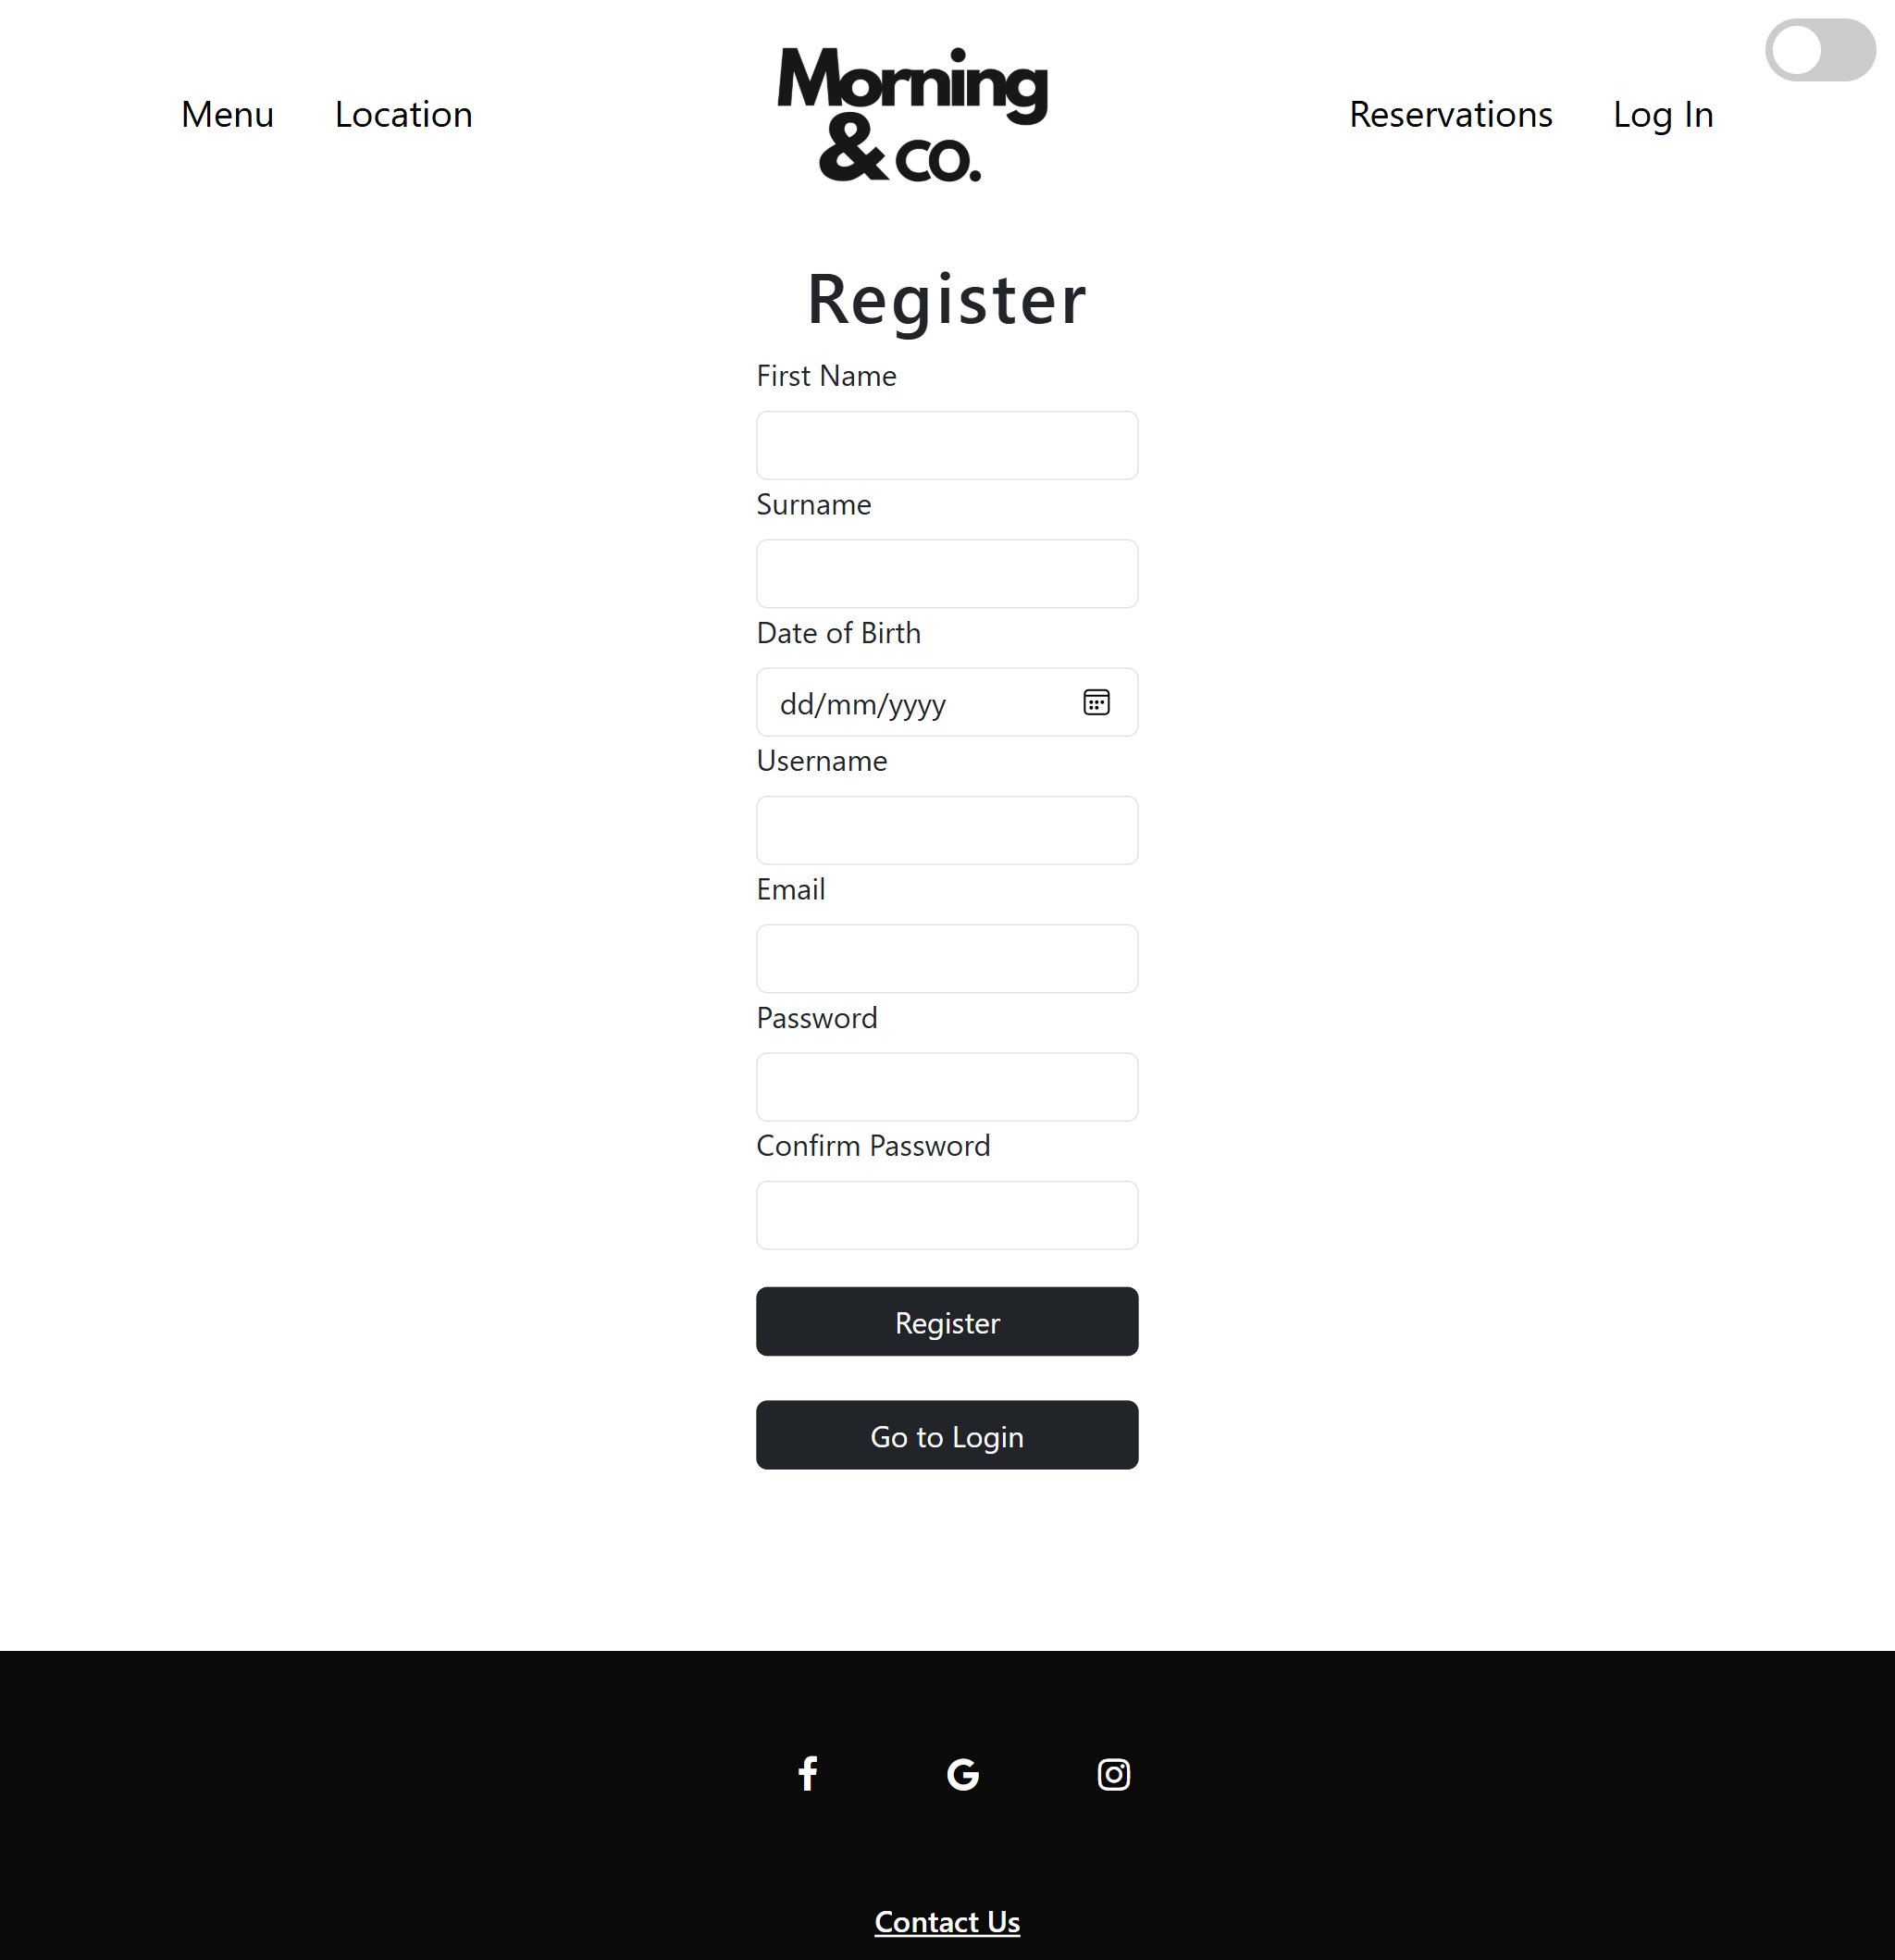 Menu
Location
Morning
& co.
Reservations
Log In
Register
First Name
Surname
Date of Birth
dd/mm/yyyy
Username
Email
Password
Confirm Password
Register
Go to Login
Contact Us